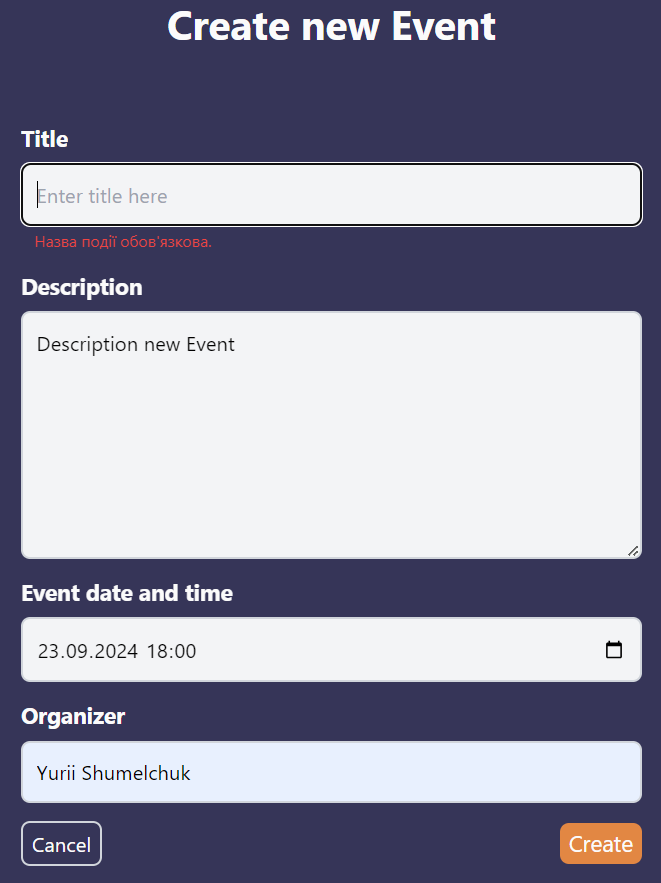 Create new Event
Title
Enter title here
Назва події обов'язкова.
Description
Description new Event
Event date and time
23.09.2024 18:00
Organizer
Yurii Shumelchuk
Cancel
Create